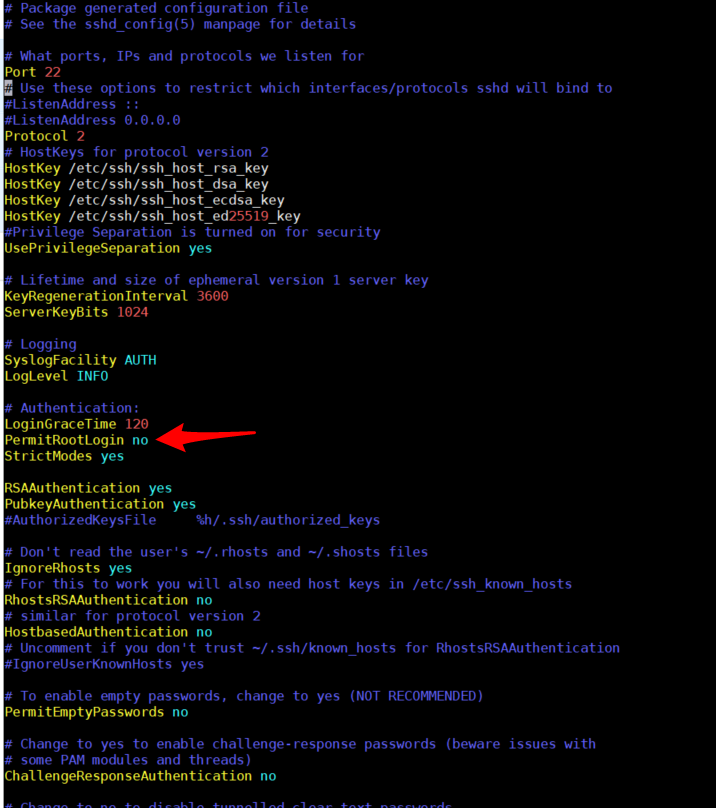 # Package generated configuration file
# See the sshd_config(5) manpage for details
# What ports, IPs and protocols we listen for
Port 22
# Use these options to restrict which interfaces/protocols sshd will bind to
#ListenAddress ::
#ListenAddress 0.0.0.0
Protocol 2
# HostKeys for protocol version 2
HostKey /etc/ssh/ssh_host_rsa_key
HostKey /etc/ssh/ssh_host_dsa_key
HostKey /etc/ssh/ssh_host_ecdsa_key
HostKey /etc/ssh/ssh_host_ed25519_key
#Privilege Separation is turned on for security
UsePrivilegeSeparation yes
# Lifetime and size of ephemeral version 1 server key
KeyRegenerationInterval 3600
ServerKeyBits 1024
# Logging
SyslogFacility AUTH
LogLevel INFO
# Authentication:
LoginGraceTime 120
PermitRootLogin no
StrictModes yes
RSAAuthentication yes
PubkeyAuthentication yes
#AuthorizedKeysFile     %h/.ssh/authorized_keys
# Don't read the user's ~/.rhosts and ~/.shosts files
IgnoreRhosts yes
# For this to work you will also need host keys in /etc/ssh_known_hosts
RhostsRSAAuthentication no
# similar for protocol version 2
HostbasedAuthentication no
# Uncomment if you don't trust ~/.ssh/known_hosts for RhostsRSAAuthentication
#IgnoreUserKnownHosts yes
# To enable empty passwords, change to yes (NOT RECOMMENDED)
PermitEmptyPasswords no
# Change to yes to enable challenge-response passwords (beware issues with
# some PAM modules and threads)
ChallengeResponseAuthentication no
# Change to no to disable tunnelled clear text passwords